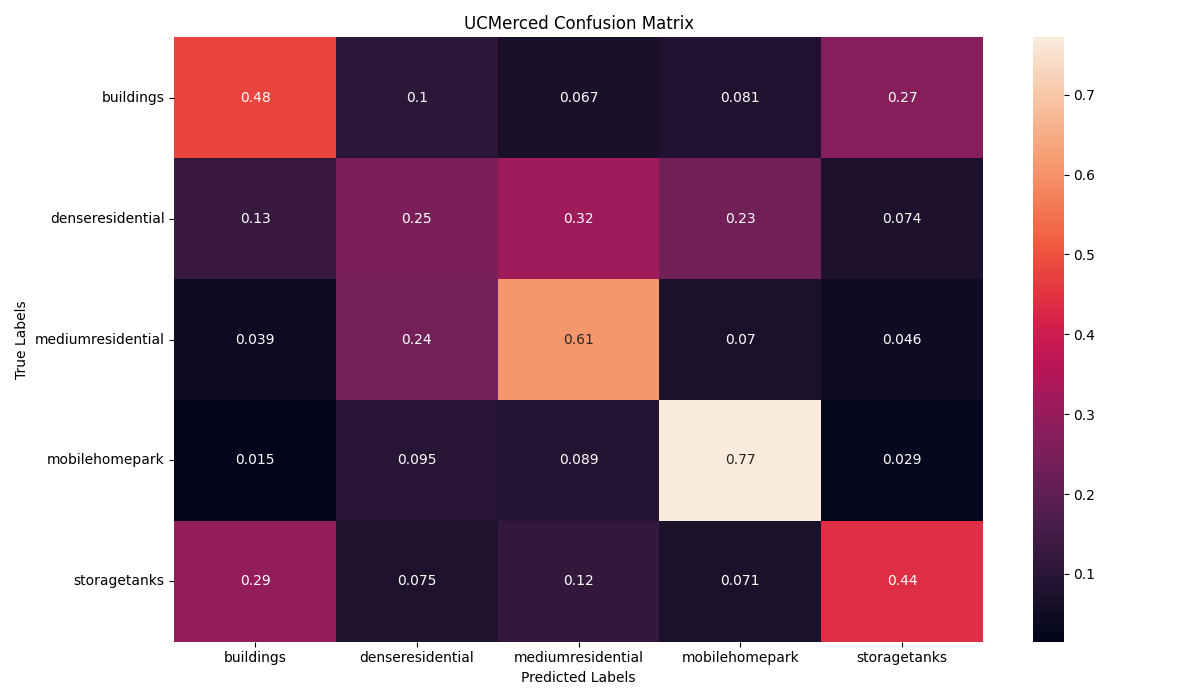 UCMerced Confusion Matrix
True Labels
buildings 0.48 0.1 0.067 0.081 0.27
denseresidential 0.13 0.25 0.32 0.23 0.074
mediumresidential 0.039 0.24 0.61 0.07 0.046
mobilehomepark 0.015 0.095 0.089 0.77 0.029
storagetanks 0.29 0.075 0.12 0.071 0.44
buildings denseresidential mediumresidential mobilehomepark storagetanks
Predicted Labels
0.7
0.6
0.5
0.4
0.3
0.2
0.1